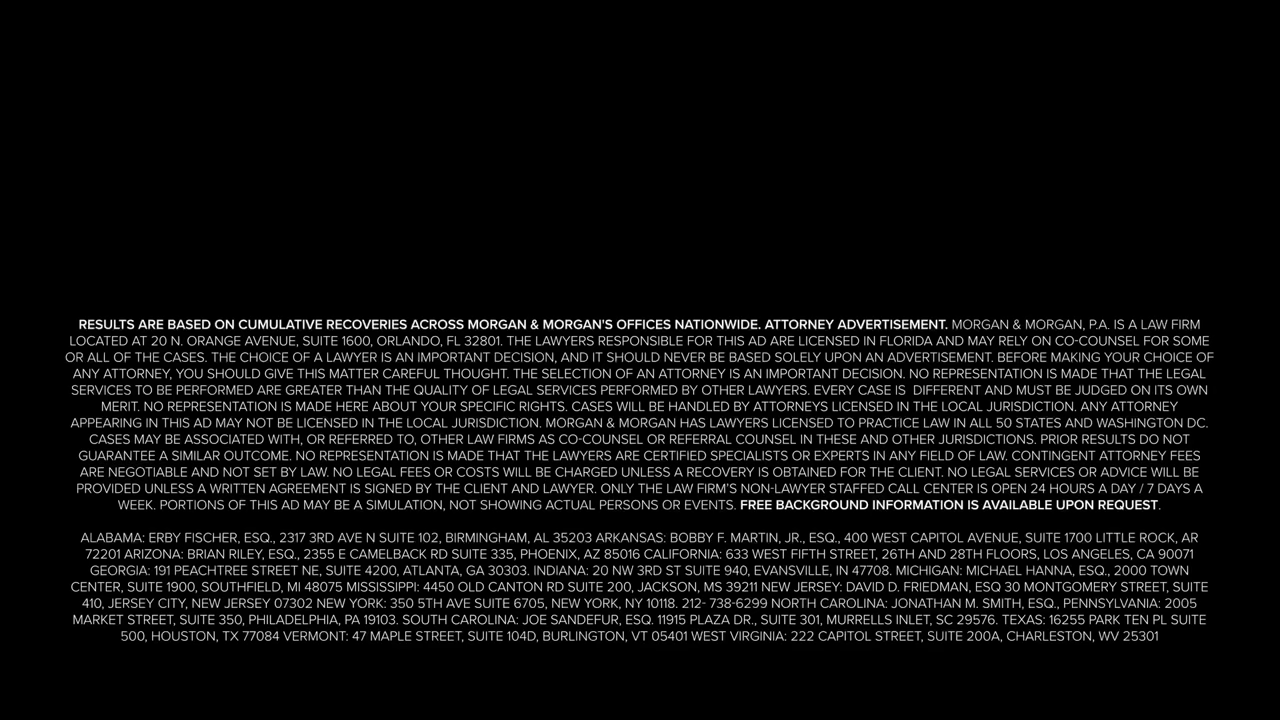 RESULTS ARE BASED ON CUMULATIVE RECOVERIES ACROSS MORGAN & MORGAN'S OFFICES NATIONWIDE. ATTORNEY ADVERTISEMENT. MORGAN & MORGAN, P.A. IS A LAW FIRM
LOCATED AT 20 N. ORANGE AVENUE, SUITE 1600, ORLANDO, FL 32801. THE LAWYERS RESPONSIBLE FOR THIS AD ARE LICENSED IN FLORIDA AND MAY RELY ON CO-COUNSEL FOR SOME
OR ALL OF THE CASES. THE CHOICE OF A LAWYER IS AN IMPORTANT DECISION, AND IT SHOULD NEVER BE BASED SOLELY UPON AN ADVERTISEMENT. BEFORE MAKING YOUR CHOICE OF
ANY ATTORNEY, YOU SHOULD GIVE THIS MATTER CAREFUL THOUGHT. THE SELECTION OF AN ATTORNEY IS AN IMPORTANT DECISION. NO REPRESENTATION IS MADE THAT THE LEGAL
SERVICES TO BE PERFORMED ARE GREATER THAN THE QUALITY OF LEGAL SERVICES PERFORMED BY OTHER LAWYERS. EVERY CASE IS DIFFERENT AND MUST BE JUDGED ON ITS OWN
MERIT. NO REPRESENTATION IS MADE HERE ABOUT YOUR SPECIFIC RIGHTS. CASES WILL BE HANDLED BY ATTORNEYS LICENSED IN THE LOCAL JURISDICTION. ANY ATTORNEY
APPEARING IN THIS AD MAY NOT BE LICENSED IN THE LOCAL JURISDICTION. MORGAN & MORGAN HAS LAWYERS LICENSED TO PRACTICE LAW IN ALL 50 STATES AND WASHINGTON DC.
CASES MAY BE ASSOCIATED WITH, OR REFERRED TO, OTHER LAW FIRMS AS CO-COUNSEL OR REFERRAL COUNSEL IN THESE AND OTHER JURISDICTIONS. PRIOR RESULTS DO NOT
GUARANTEE A SIMILAR OUTCOME. NO REPRESENTATION IS MADE THAT THE LAWYERS ARE CERTIFIED SPECIALISTS OR EXPERTS IN ANY FIELD OF LAW. CONTINGENT ATTORNEY FEES
ARE NEGOTIABLE AND NOT SET BY LAW. NO LEGAL FEES OR COSTS WILL BE CHARGED UNLESS A RECOVERY IS OBTAINED FOR THE CLIENT. NO LEGAL SERVICES OR ADVICE WILL BE
PROVIDED UNLESS A WRITTEN AGREEMENT IS SIGNED BY THE CLIENT AND LAWYER. ONLY THE LAW FIRM'S NON-LAWYER STAFFED CALL CENTER IS OPEN 24 HOURS A DAY / 7 DAYS A
WEEK. PORTIONS OF THIS AD MAY BE A SIMULATION, NOT SHOWING ACTUAL PERSONS OR EVENTS. FREE BACKGROUND INFORMATION IS AVAILABLE UPON REQUEST.
ALABAMA: ERBY FISCHER, ESQ., 2317 3RD AVE N SUITE 102, BIRMINGHAM, AL 35203 ARKANSAS: BOBBY F. MARTIN, JR., ESQ., 400 WEST CAPITOL AVENUE, SUITE 1700 LITTLE ROCK, AR
72201 ARIZONA: BRIAN RILEY, ESQ., 2355 E CAMELBACK RD SUITE 335, PHOENIX, AZ 85016 CALIFORNIA: 633 WEST FIFTH STREET, 26TH AND 28TH FLOORS, LOS ANGELES, CA 90071
GEORGIA: 191 PEACHTREE STREET NE, SUITE 4200, ATLANTA, GA 30303. INDIANA: 20 NW 3RD ST SUITE 940, EVANSVILLE, IN 47708. MICHIGAN: MICHAEL HANNA, ESQ., 2000 TOWN
CENTER, SUITE 1900, SOUTHFIELD, MI 48075 MISSISSIPPI: 4450 OLD CANTON RD SUITE 200, JACKSON, MS 39211 NEW JERSEY: DAVID D. FRIEDMAN, ESQ 30 MONTGOMERY STREET, SUITE
410, JERSEY CITY, NEW JERSEY 07302 NEW YORK: 350 5TH AVE SUITE 6705, NEW YORK, NY 10118. 212- 738-6299 NORTH CAROLINA: JONATHAN M. SMITH, ESQ., PENNSYLVANIA: 2005
MARKET STREET, SUITE 350, PHILADELPHIA, PA 19103. SOUTH CAROLINA: JOE SANDEFUR, ESQ. 11915 PLAZA DR., SUITE 301, MURRELLS INLET, SC 29576. TEXAS: 16255 PARK TEN PL SUITE
500, HOUSTON, TX 77084 VERMONT: 47 MAPLE STREET, SUITE 104D, BURLINGTON, VT 05401 WEST VIRGINIA: 222 CAPITOL STREET, SUITE 200A, CHARLESTON, WV 25301